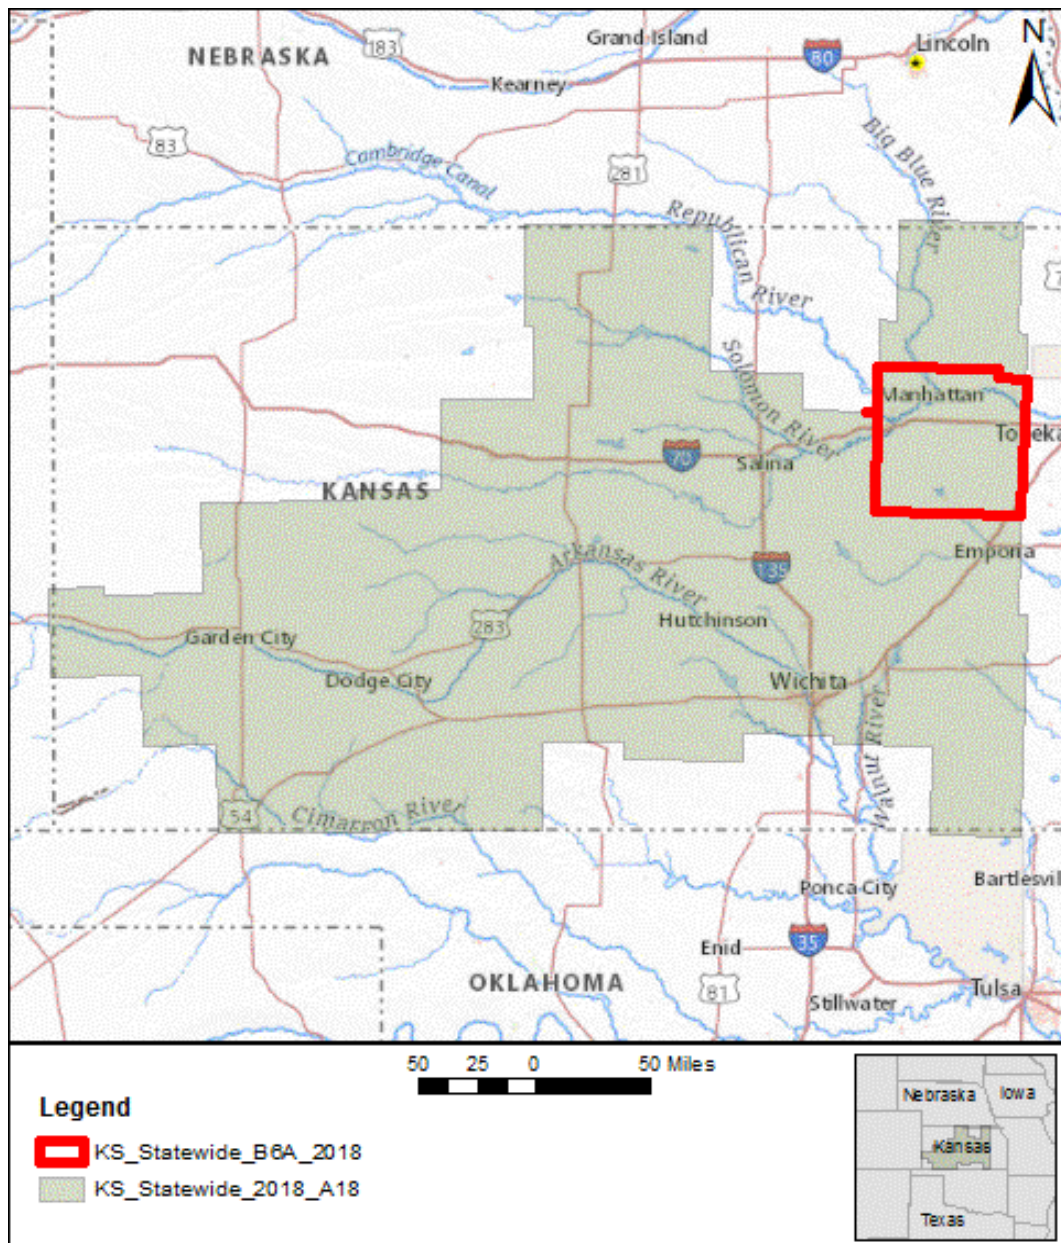 NEBRASKA
183
Grand Island
80
Lincoln
N
Kearney
83
Cambridge Canal
281
Big Blue River
Republican River
Solomon River
Manhattan
Topeka
70
Salina
KANSAS
Arkansas River
135
Emporia
Garden City
283
Hutchinson
Dodge City
Wichita
Walnut River
54
Cimarron River
Ponca City
Bartlesvil
Enid
35
OKLAHOMA
81
Stillwater
Tulsa
50 25 0 50 Miles
Legend
KS_Statewide_B6A_2018
KS_Statewide_2018_A18
Nebraska
Iowa
Kansas
Texas